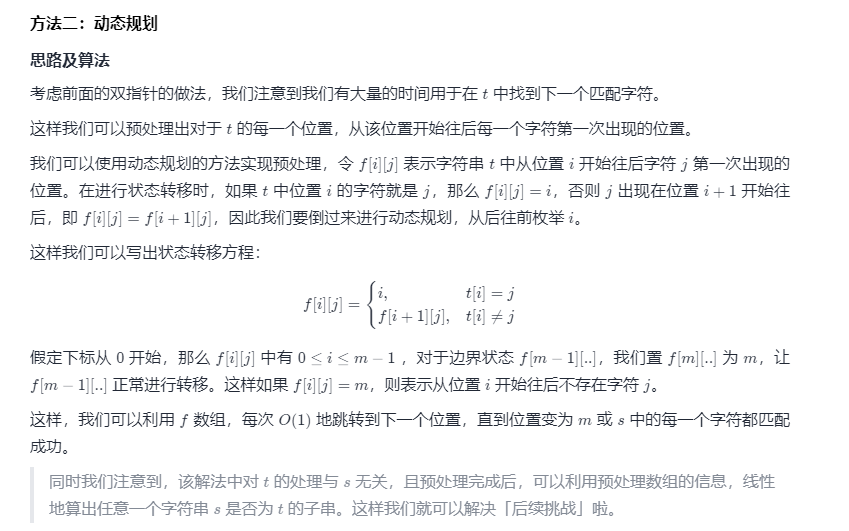 方法二：动态规划
思路及算法
考虑前面的双指针的做法，我们注意到我们有大量的时间用于在 t 中找到下一个匹配字符。
这样我们可以预处理出对于 t 的每一个位置，从该位置开始往后每一个字符第一次出现的位置。
我们可以使用动态规划的方法实现预处理，令 f[i][j] 表示字符串 t 中从位置 i 开始往后字符 j 第一次出现的
位置。在进行状态转移时，如果 t 中位置 i 的字符就是 j，那么 f[i][j] = i，否则 j 出现在位置 i + 1 开始往
后，即 f[i][j] = f[i + 1][j]，因此我们要倒过来进行动态规划，从后往前枚举 i。
这样我们可以写出状态转移方程：
f[i][j] = { i, t[i] = j
f[i + 1][j], t[i] ≠ j
假定下标从 0 开始，那么 f[i][j] 中有 0 ≤ i ≤ m − 1 ，对于边界状态 f[m − 1][..]，我们置 f[m][..] 为 m，让
f[m − 1][..] 正常进行转移。这样如果 f[i][j] = m，则表示从位置 i 开始往后不存在字符 j。
这样，我们可以利用 f 数组，每次 O(1) 地跳转到下一个位置，直到位置变为 m 或 s 中的每一个字符都匹配
成功。
同时我们注意到，该解法中对 t 的处理与 s 无关，且预处理完成后，可以利用预处理数组的信息，线性
地算出任意一个字符串 s 是否为 t 的子串。这样我们就可以解决「后续挑战」啦。